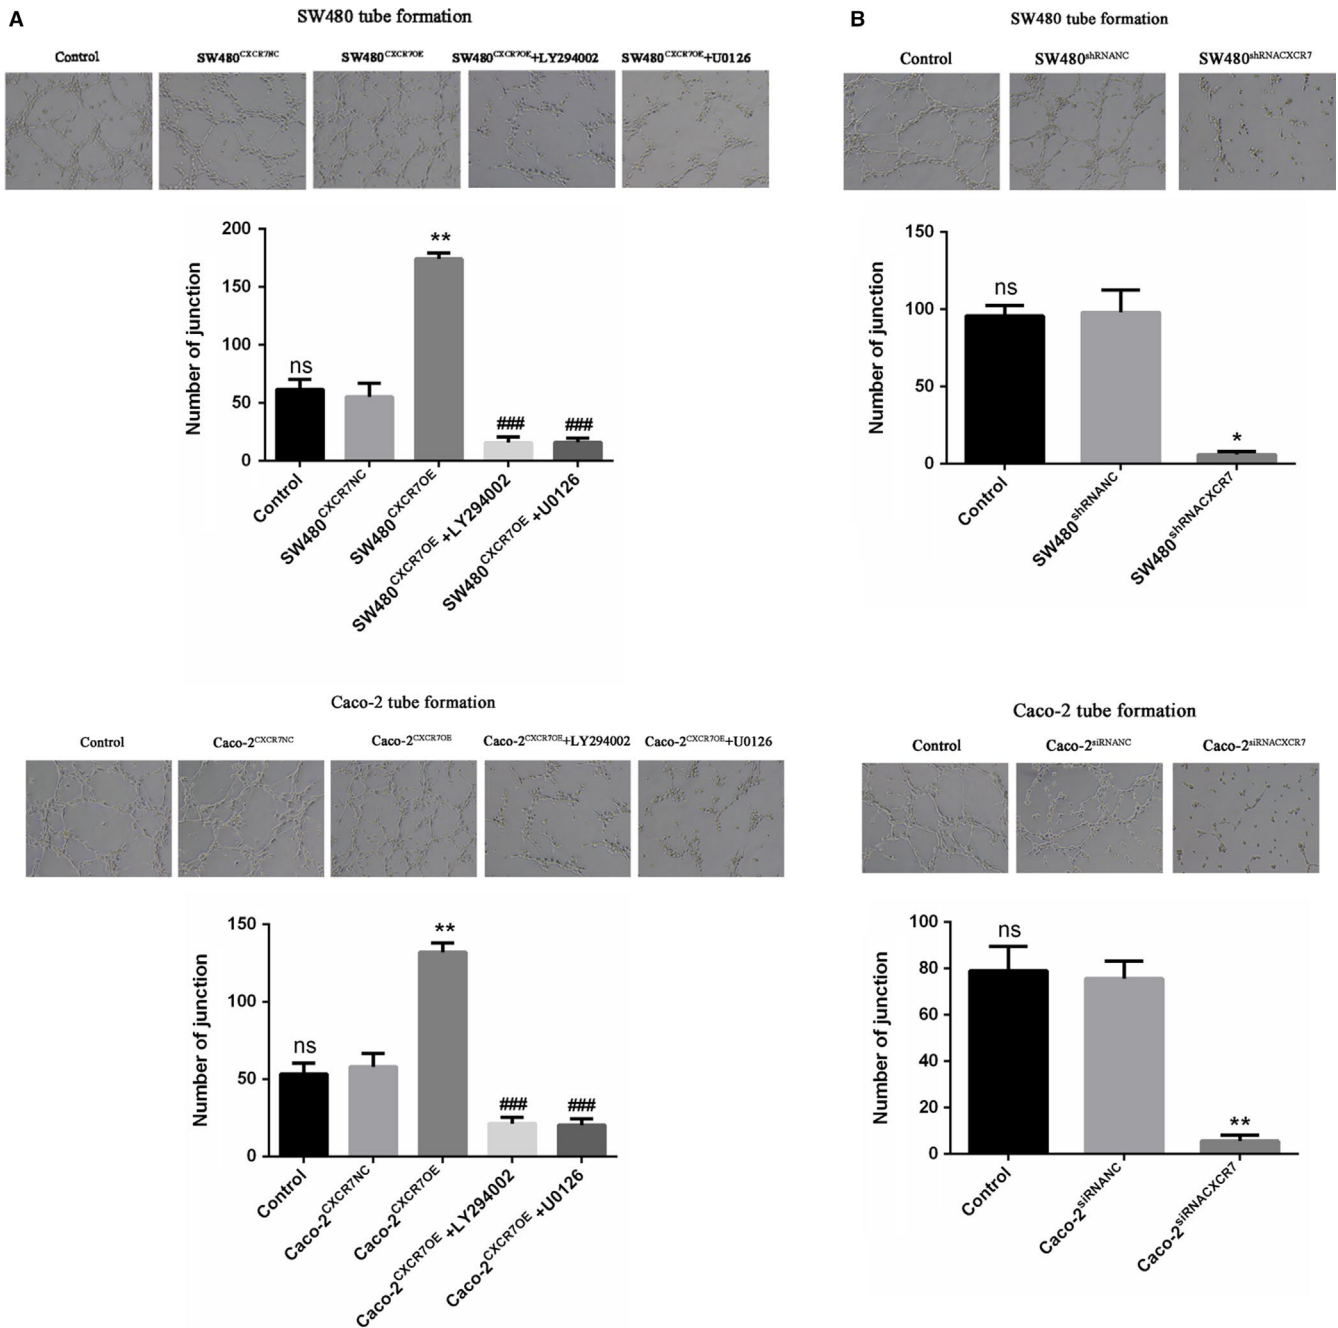 A
SW480 tube formation
Control
SW480CXCR7NC
SW480CXCR7OE
SW480CXCR7OE+LY294002
SW480CXCR7OE+U0126
200
150
100
50
0
Number of junction
ns
**
###
###
Control
SW480CXCR7NC
SW480CXCR7OE
SW480CXCR7OE +LY294002
SW480CXCR7OE +U0126
B
SW480 tube formation
Control
SW480shRNANC
SW480shRNACXCR7
150
100
50
0
Number of junction
ns
*
Control
SW480shRNANC
SW480shRNACXCR7
Caco-2 tube formation
Control
Caco-2CXCR7NC
Caco-2CXCR7OE
Caco-2CXCR7OE+LY294002
Caco-2CXCR7OE+U0126
150
100
50
0
Number of junction
ns
**
###
###
Control
Caco-2CXCR7NC
Caco-2CXCR7OE
Caco-2CXCR7OE +LY294002
Caco-2CXCR7OE +U0126
Caco-2 tube formation
Control
Caco-2siRNANC
Caco-2siRNACXCR7
100
80
60
40
20
0
Number of junction
ns
**
Control
Caco-2siRNANC
Caco-2siRNACXCR7